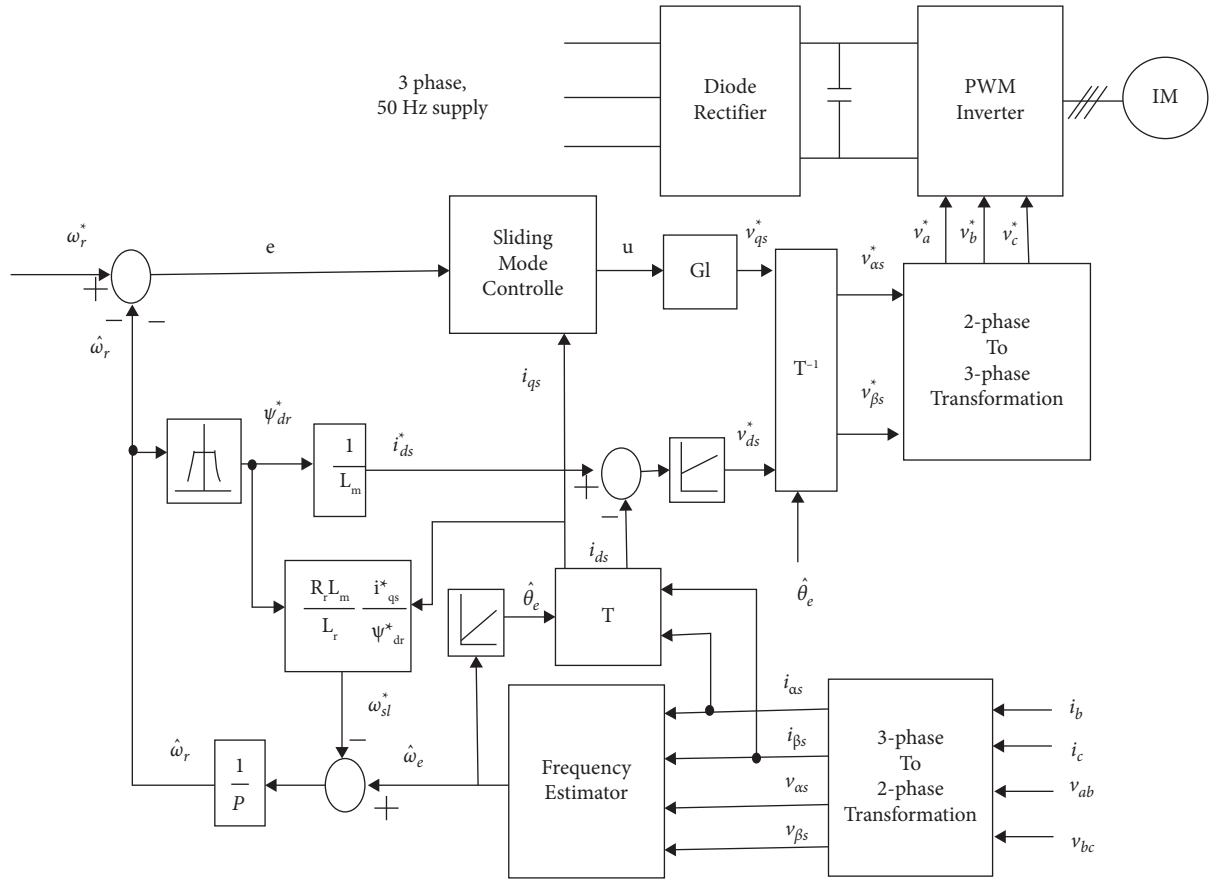 3 phase,
50 Hz supply
Diode
Rectifier
PWM
Inverter
IM
ω*r
+
−
−
ω̂r
e
Sliding
Mode
Controlle
u
Gl
v*qs
T−1
v*αs
v*βs
v*a
v*b
v*c
2-phase
To
3-phase
Transformation
iqs
ψ*dr
1
Lm
i*ds
+
−
v*ds
ids
θ̂e
RrLm
Lr
i*qs
ψ*dr
θ̂e
T
ω*sl
−
ω̂r
1
P
+
ω̂e
Frequency
Estimator
iαs
iβs
vαs
vβs
3-phase
To
2-phase
Transformation
ib
ic
vab
vbc